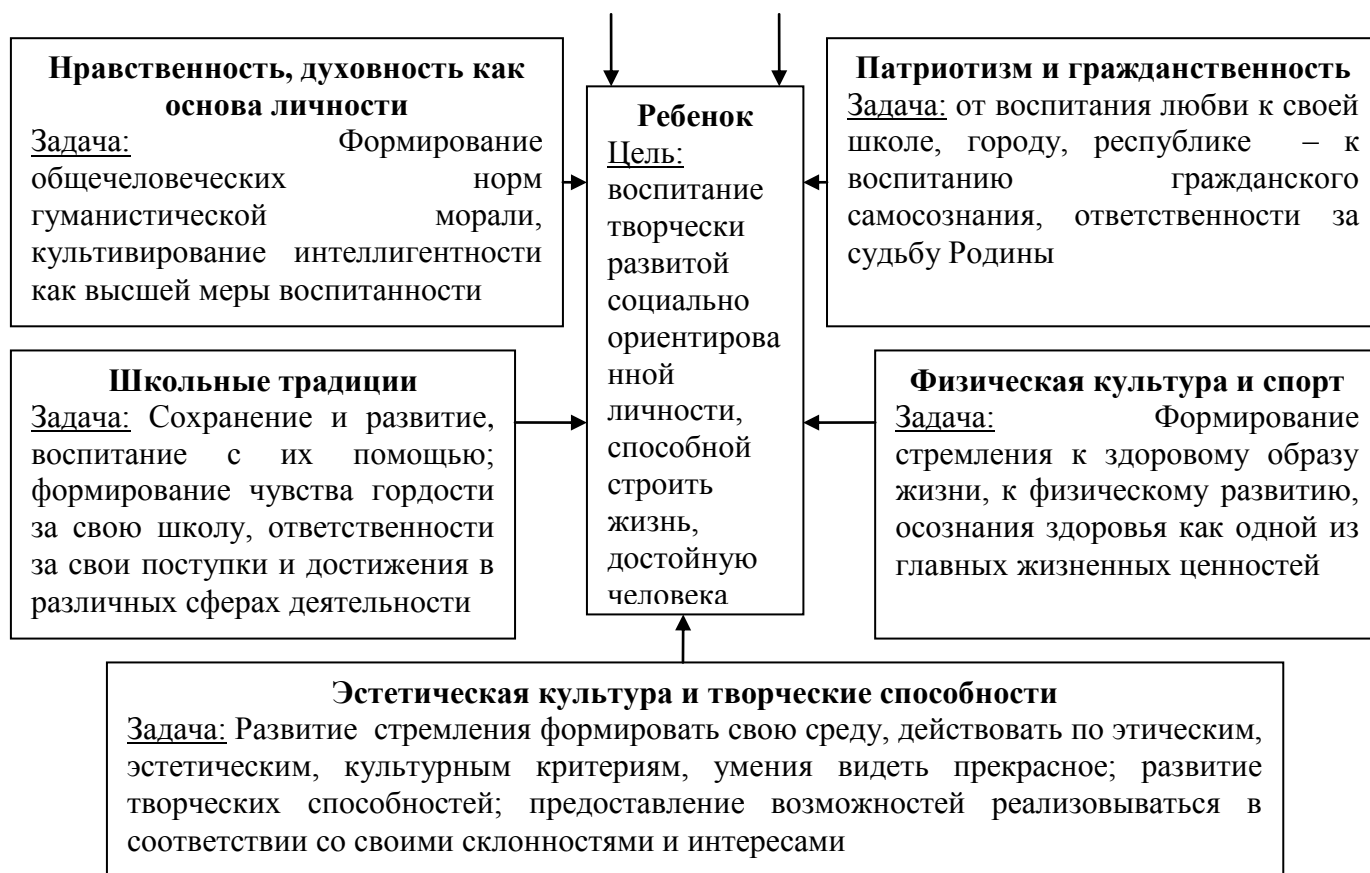 Нравственность, духовность как
основа личности
Задача: Формирование
общечеловеческих норм
гуманистической морали,
культивирование интеллигентности
как высшей меры воспитанности
Ребенок
Цель:
воспитание
творчески
развитой
социально
ориентирова
нной
личности,
способной
строить
жизнь,
достойную
человека
Патриотизм и гражданственность
Задача: от воспитания любви к своей
школе, городу, республике – к
воспитанию гражданского
самосознания, ответственности за
судьбу Родины
Школьные традиции
Задача: Сохранение и развитие,
воспитание с их помощью;
формирование чувства гордости
за свою школу, ответственности
за свои поступки и достижения в
различных сферах деятельности
Физическая культура и спорт
Задача: Формирование
стремления к здоровому образу
жизни, к физическому развитию,
осознания здоровья как одной из
главных жизненных ценностей
Эстетическая культура и творческие способности
Задача: Развитие стремления формировать свою среду, действовать по этическим,
эстетическим, культурным критериям, умения видеть прекрасное; развитие
творческих способностей; предоставление возможностей реализовываться в
соответствии со своими склонностями и интересами